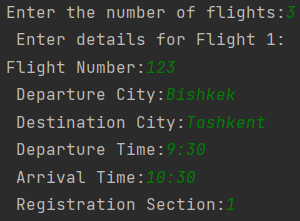 Enter the number of flights:3
Enter details for Flight 1:
Flight Number:123
Departure City:Bishkek
Destination City:Tashkent
Departure Time:9:30
Arrival Time:10:30
Registration Section:1